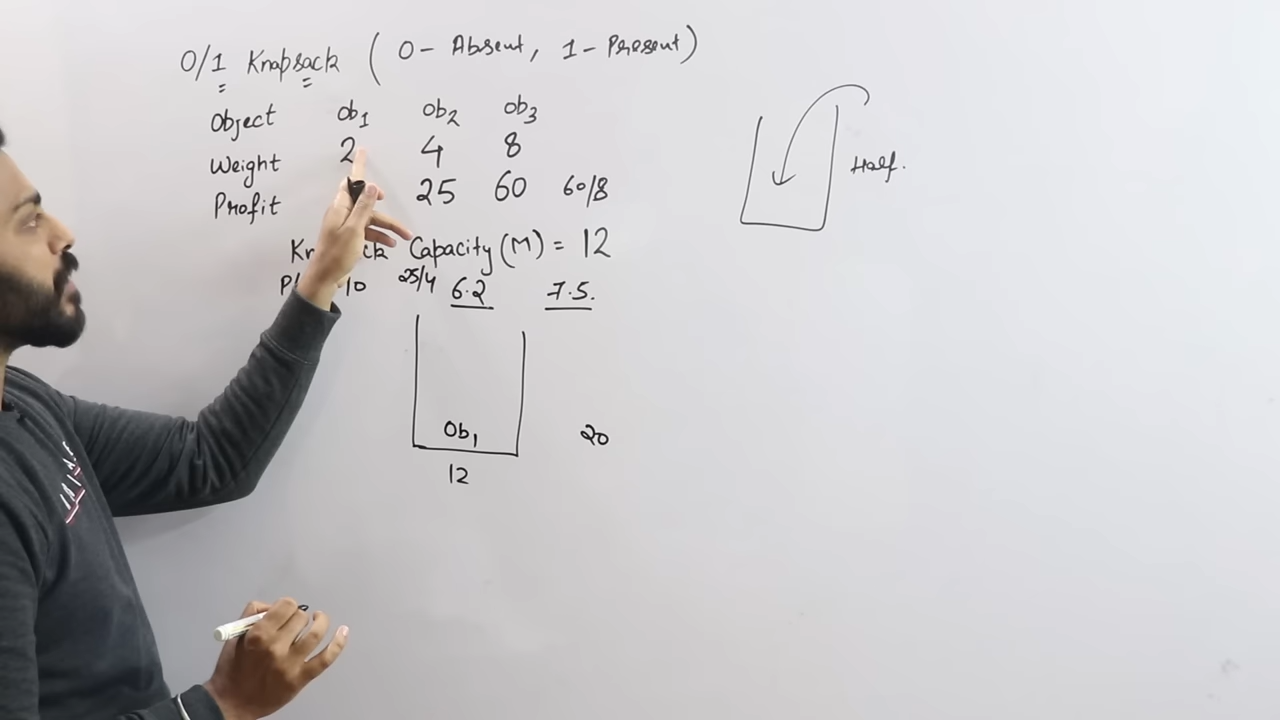 0/1 Knapsack ( 0 - Absent, 1 - Present)
Object ob1 ob2 ob3
Weight 2 4 8
Profit 25 60 60/8
Capacity (M) = 12
10 25/4 6.2 7.5.
Ob1 20
12
Half.